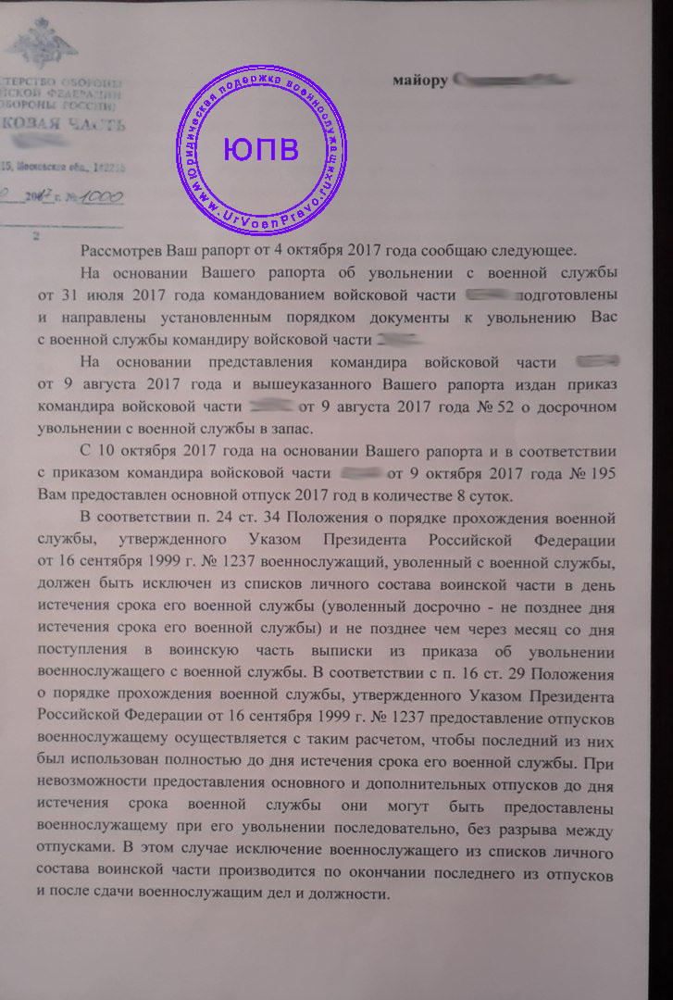 майору
ТЕРСТВО ОБОРОНЫ
ЙСКОЙ ФЕДЕРАЦИИ
ОБОРОНЫ РОССИИ)
КОВАЯ ЧАСТЬ
15, Московская обл.,
2017 г. № 1000
2
Юридическая подержка военнослужащих
ЮПВ
www.UrVoenPravo.ru
Рассмотрев Ваш рапорт от 4 октября 2017 года сообщаю следующее.
На основании Вашего рапорта об увольнении с военной службы
от 31 июля 2017 года командованием войсковой части подготовлены
и направлены установленным порядком документы к увольнению Вас
с военной службы командиру войсковой части
На основании представления командира войсковой части
от 9 августа 2017 года и вышеуказанного Вашего рапорта издан приказ
командира войсковой части от 9 августа 2017 года № 52 о досрочном
увольнении с военной службы в запас.
С 10 октября 2017 года на основании Вашего рапорта и в соответствии
с приказом командира войсковой части от 9 октября 2017 года № 195
Вам предоставлен основной отпуск 2017 год в количестве 8 суток.
В соответствии п. 24 ст. 34 Положения о порядке прохождения военной
службы, утвержденного Указом Президента Российской Федерации
от 16 сентября 1999 г. № 1237 военнослужащий, уволенный с военной службы,
должен быть исключен из списков личного состава воинской части в день
истечения срока его военной службы (уволенный досрочно - не позднее дня
истечения срока его военной службы) и не позднее чем через месяц со дня
поступления в воинскую часть выписки из приказа об увольнении
военнослужащего с военной службы. В соответствии с п. 16 ст. 29 Положения
о порядке прохождения военной службы, утвержденного Указом Президента
Российской Федерации от 16 сентября 1999 г. № 1237 предоставление отпусков
военнослужащему осуществляется с таким расчетом, чтобы последний из них
был использован полностью до дня истечения срока его военной службы. При
невозможности предоставления основного и дополнительных отпусков до дня
истечения срока военной службы они могут быть предоставлены
военнослужащему при его увольнении последовательно, без разрыва между
отпусками. В этом случае исключение военнослужащего из списков личного
состава воинской части производится по окончании последнего из отпусков
и после сдачи военнослужащим дел и должности.